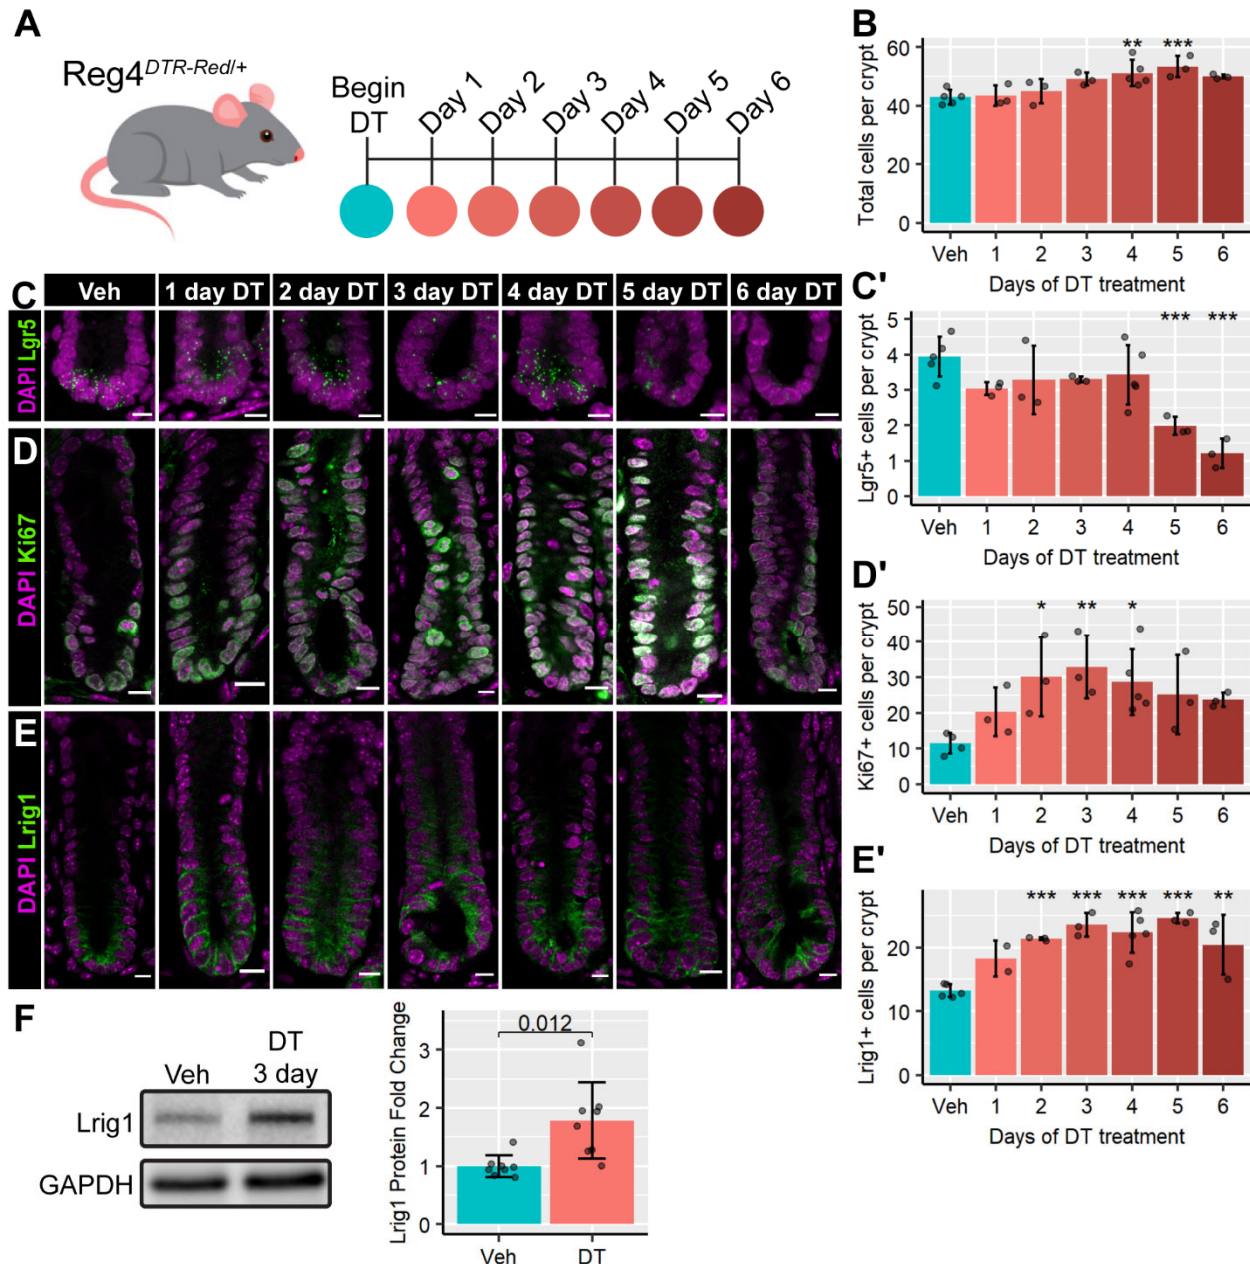 A
Reg4DTR-Red/+
Begin
DT
Day 1
Day 2
Day 3
Day 4
Day 5
Day 6
B
Total cells per crypt
60
40
20
0
** ***
Veh 1 2 3 4 5 6
Days of DT treatment
C
Veh 1 day DT 2 day DT 3 day DT 4 day DT 5 day DT 6 day DT
DAPI Lgr5
C'
Lgr5+ cells per crypt
5
4
3
2
1
0
*** ***
Veh 1 2 3 4 5 6
Days of DT treatment
D
DAPI Ki67
D'
Ki67+ cells per crypt
50
40
30
20
10
0
* ** *
Veh 1 2 3 4 5 6
Days of DT treatment
E
DAPI Lrig1
E'
Lrig1+ cells per crypt
20
10
0
*** *** *** *** **
Veh 1 2 3 4 5 6
Days of DT treatment
F
Veh
DT
3 day
Lrig1
GAPDH
Lrig1 Protein Fold Change
3
2
1
0
0.012
Veh DT